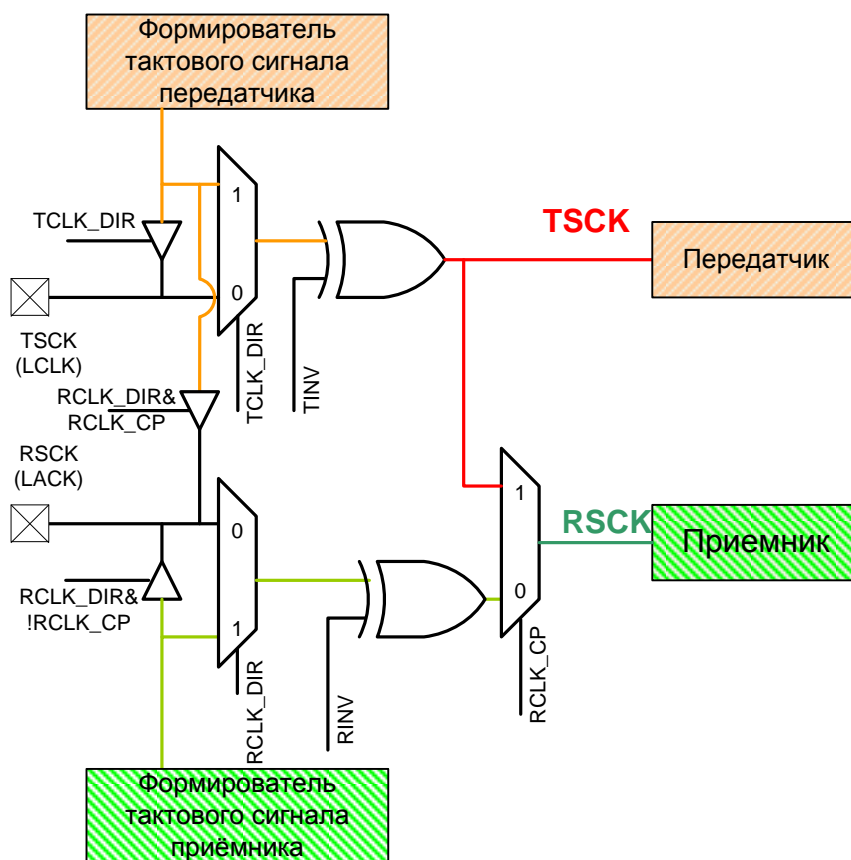 Формирователь
тактового сигнала
передатчика
1
TCLK_DIR
TSCK
Передатчик
0
TSCK
(LCLK)
TCLK_DIR
TINV
RCLK_DIR&
RCLK_CP
RSCK
(LACK)
1
0
RSCK
Приемник
RCLK_DIR&
!RCLK_CP
1
0
RCLK_DIR
RINV
RCLK_CP
Формирователь
тактового сигнала
приёмника